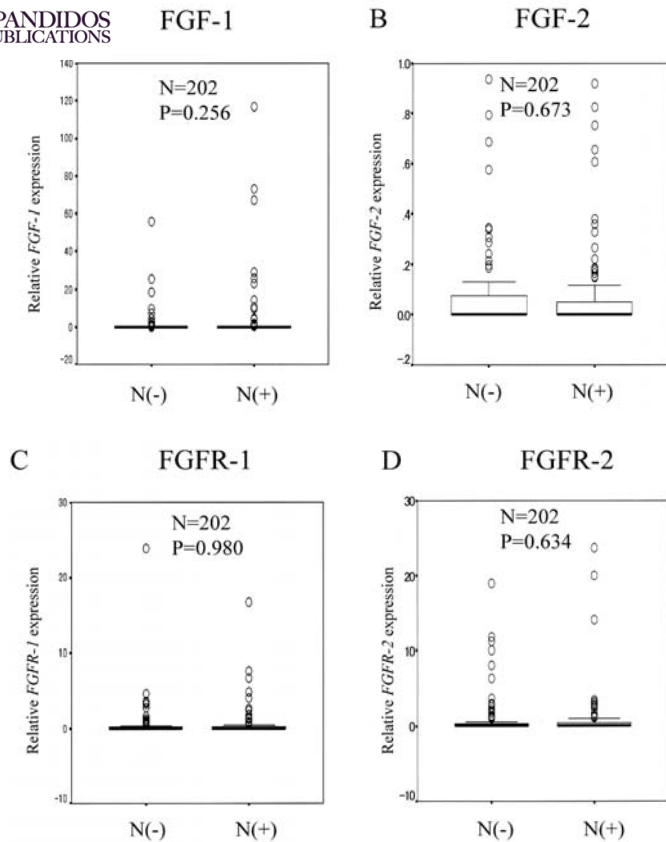 PANDIDOS
UBLICATIONS
FGF-1
N=202
P=0.256
Relative FGF-1 expression
140
120
100
80
60
40
20
0
-20
N(-)
N(+)
B
FGF-2
N=202
P=0.673
Relative FGF-2 expression
1.0
.8
.6
.4
.2
0.0
-.2
N(-)
N(+)
C
FGFR-1
N=202
P=0.980
Relative FGFR-1 expression
30
20
10
0
-10
N(-)
N(+)
D
FGFR-2
N=202
P=0.634
Relative FGFR-2 expression
30
20
10
0
-10
N(-)
N(+)